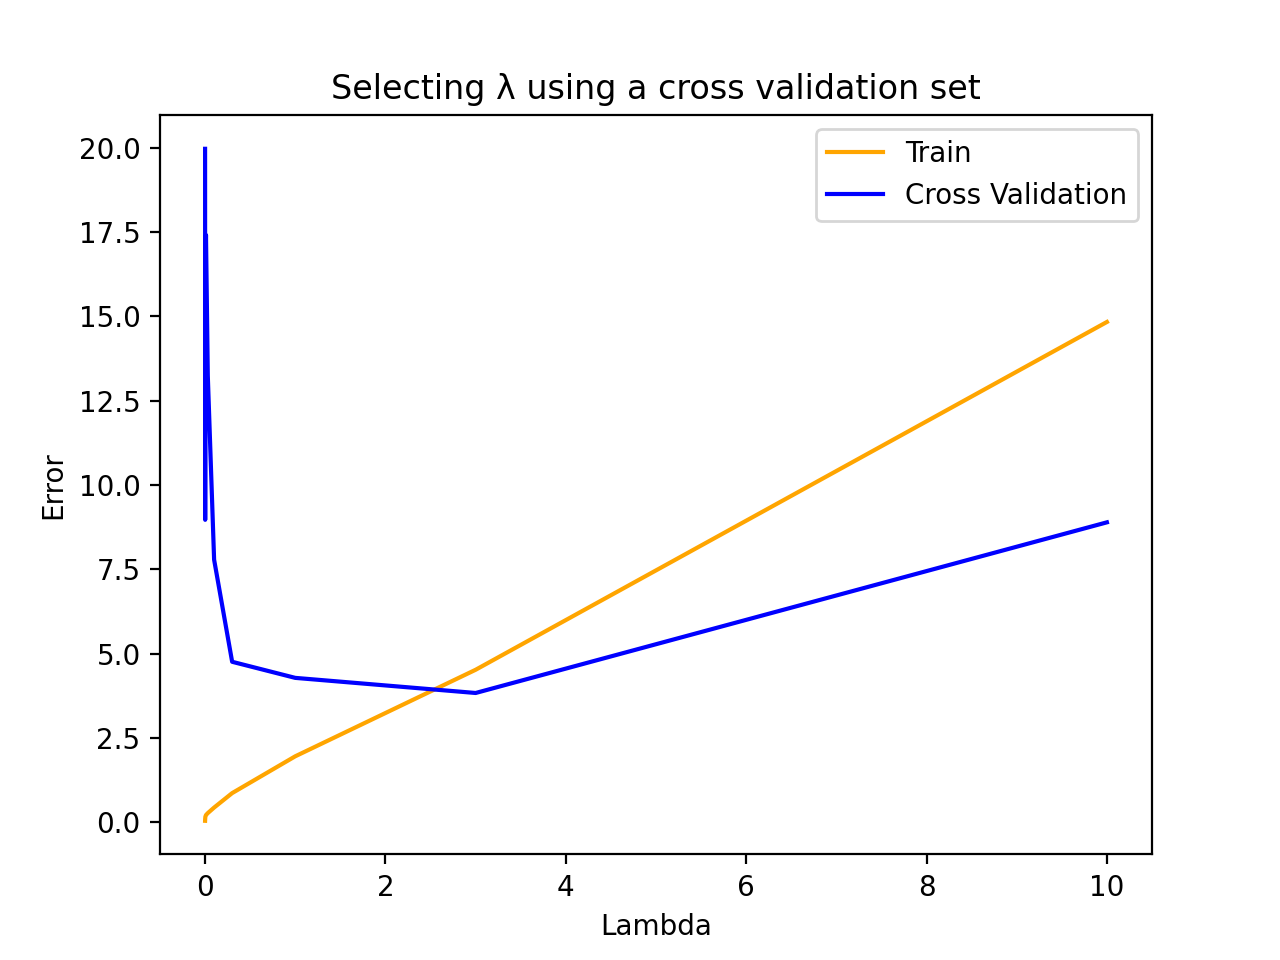 Selecting λ using a cross validation set
Train
Cross Validation
20.0
17.5
15.0
12.5
10.0
7.5
5.0
2.5
0.0
Error
0 2 4 6 8 10
Lambda